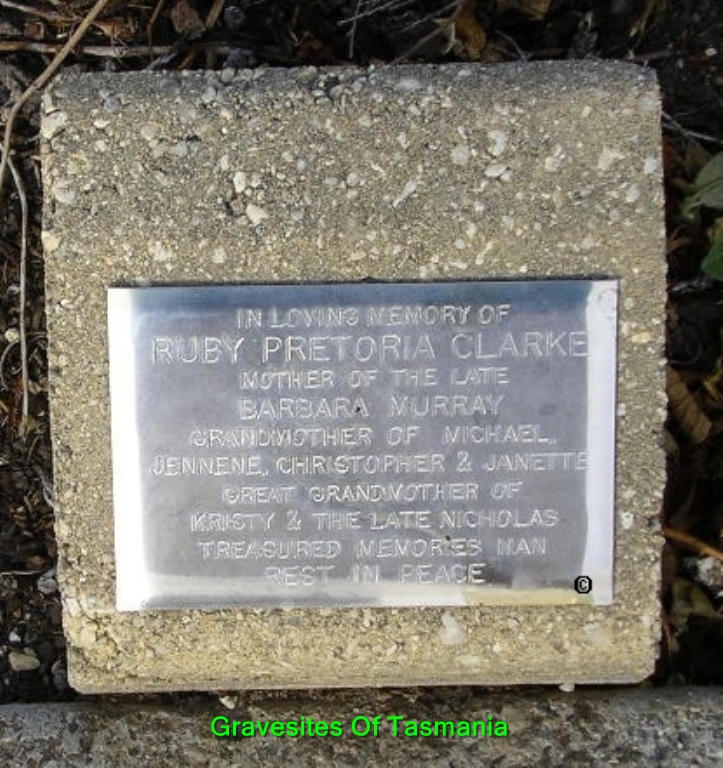 IN LOVING MEMORY OF
RUBY PRETORIA CLARKE
MOTHER OF THE LATE
BARBARA MURRAY
GRANDMOTHER OF MICHAEL,
JENNENE, CHRISTOPHER & JANETTE
GREAT GRANDMOTHER OF
KRISTY & THE LATE NICHOLAS
TREASURED MEMORIES NAN
REST IN PEACE
©
Gravesites Of Tasmania